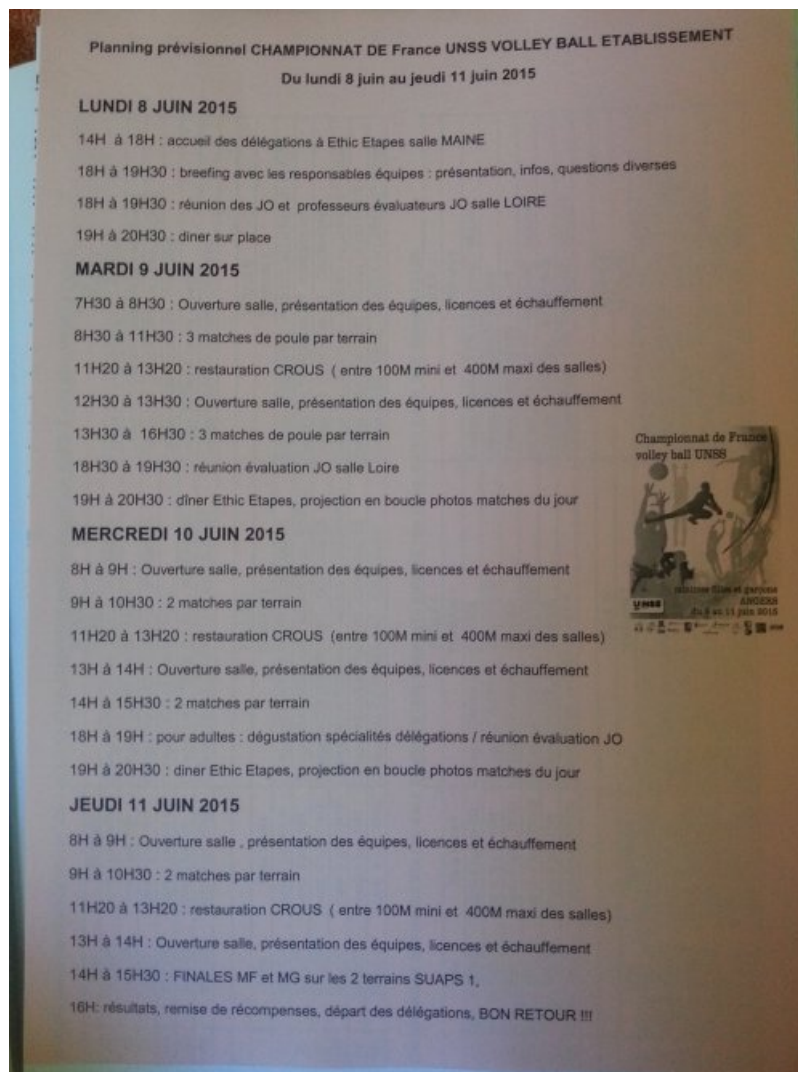 Planning prévisionnel CHAMPIONNAT DE France UNSS VOLLEY BALL ETABLISSEMENT
Du lundi 8 juin au jeudi 11 juin 2015
LUNDI 8 JUIN 2015
14H à 18H : accueil des délégations à Ethic Etapes salle MAINE
18H à 19H30 : breefing avec les responsables équipes : présentation, infos, questions diverses
18H à 19H30 : réunion des JO et professeurs évaluateurs JO salle LOIRE
19H à 20H30 : diner sur place
MARDI 9 JUIN 2015
7H30 à 8H30 : Ouverture salle, présentation des équipes, licences et échauffement
8H30 à 11H30 : 3 matches de poule par terrain
11H20 à 13H20 : restauration CROUS ( entre 100M mini et 400M maxi des salles)
12H30 à 13H30 : Ouverture salle, présentation des équipes, licences et échauffement
13H30 à 16H30 : 3 matches de poule par terrain
18H30 à 19H30 : réunion évaluation JO salle Loire
19H à 20H30 : dîner Ethic Etapes, projection en boucle photos matches du jour
MERCREDI 10 JUIN 2015
8H à 9H : Ouverture salle, présentation des équipes, licences et échauffement
9H à 10H30 : 2 matches par terrain
11H20 à 13H20 : restauration CROUS (entre 100M mini et 400M maxi des salles)
13H à 14H : Ouverture salle, présentation des équipes, licences et échauffement
14H à 15H30 : 2 matches par terrain
18H à 19H : pour adultes : dégustation spécialités délégations / réunion évaluation JO
19H à 20H30 : diner Ethic Etapes, projection en boucle photos matches du jour
JEUDI 11 JUIN 2015
8H à 9H : Ouverture salle , présentation des équipes, licences et échauffement
9H à 10H30 : 2 matches par terrain
11H20 à 13H20 : restauration CROUS ( entre 100M mini et 400M maxi des salles)
13H à 14H : Ouverture salle, présentation des équipes, licences et échauffement
14H à 15H30 : FINALES MF et MG sur les 2 terrains SUAPS 1,
16H: résultats, remise de récompenses, départ des délégations, BON RETOUR !!!
Championnat de France
volley ball UNSS
minimes filles et garçons
ANGERS
du 8 au 11 juin 2015
UNSS